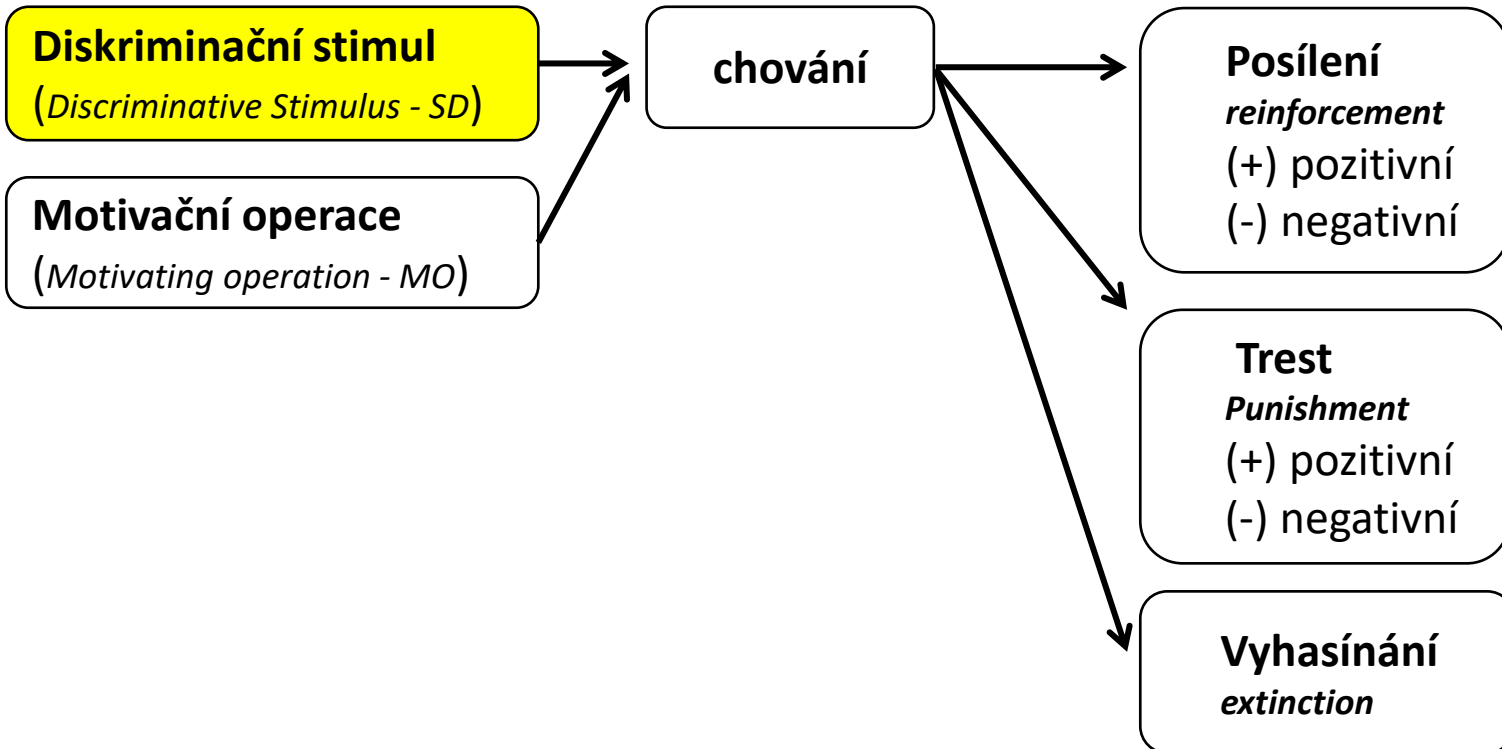 Diskriminační stimul
(Discriminative Stimulus - SD)
Motivační operace
(Motivating operation - MO)
chování
Posílení
reinforcement
(+) pozitivní
(-) negativní
Trest
Punishment
(+) pozitivní
(-) negativní
Vyhasínání
extinction